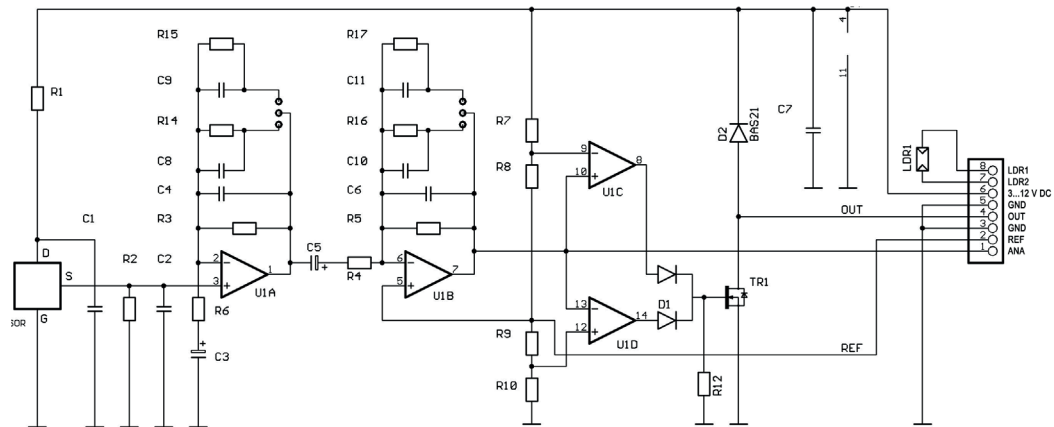 R15
R17
4
C9
C11
R1
11
R14
R16
R7
D2
BAS21
C7
C8
C10
R8
9
8
10
U1C
LDR1
8 LDR1
7 LDR2
6 3...12 V DC
5 GND
4 OUT
3 GND
2 REF
1 ANA
C4
C6
OUT
C1
R3
R5
D
S
G
SOR
R2
C2
2
3
1
U1A
C5
+
R4
6
5
7
U1B
TR1
R6
+
C3
13
12
14
D1
U1D
R9
R10
REF
R12